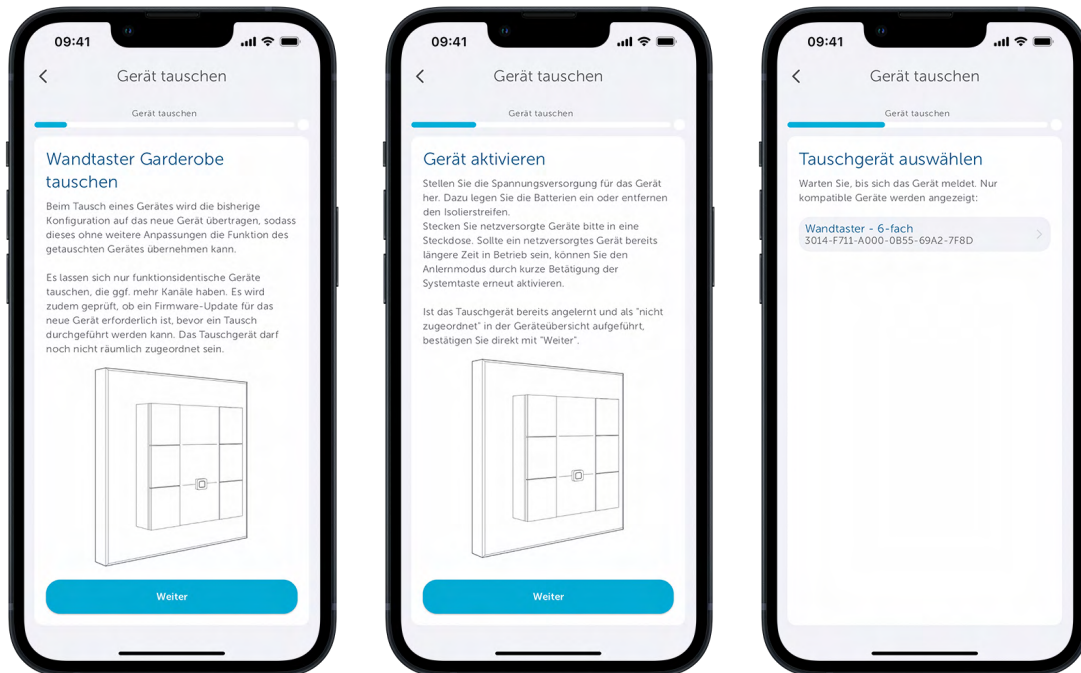 09:41
Gerät tauschen
Gerät tauschen
Wandtaster Garderobe
tauschen
Beim Tausch eines Gerätes wird die bisherige
Konfiguration auf das neue Gerät übertragen, sodass
dieses ohne weitere Anpassungen die Funktion des
getauschten Gerätes übernehmen kann.
Es lassen sich nur funktionsidentische Geräte
tauschen, die ggf. mehr Kanäle haben. Es wird
zudem geprüft, ob ein Firmware-Update für das
neue Gerät erforderlich ist, bevor ein Tausch
durchgeführt werden kann. Das Tauschgerät darf
noch nicht räumlich zugeordnet sein.
Weiter
09:41
Gerät tauschen
Gerät tauschen
Gerät aktivieren
Stellen Sie die Spannungsversorgung für das Gerät
her. Dazu legen Sie die Batterien ein oder entfernen
den Isolierstreifen.
Stecken Sie netzversorgte Geräte bitte in eine
Steckdose. Sollte ein netzversorgtes Gerät bereits
längere Zeit in Betrieb sein, können Sie den
Anlernmodus durch kurze Betätigung der
Systemtaste erneut aktivieren.
Ist das Tauschgerät bereits angelernt und als "nicht
zugeordnet" in der Geräteübersicht aufgeführt,
bestätigen Sie direkt mit "Weiter".
Weiter
09:41
Gerät tauschen
Gerät tauschen
Tauschgerät auswählen
Warten Sie, bis sich das Gerät meldet. Nur
kompatible Geräte werden angezeigt:
Wandtaster - 6-fach
3014-F711-A000-0B55-69A2-7F8D